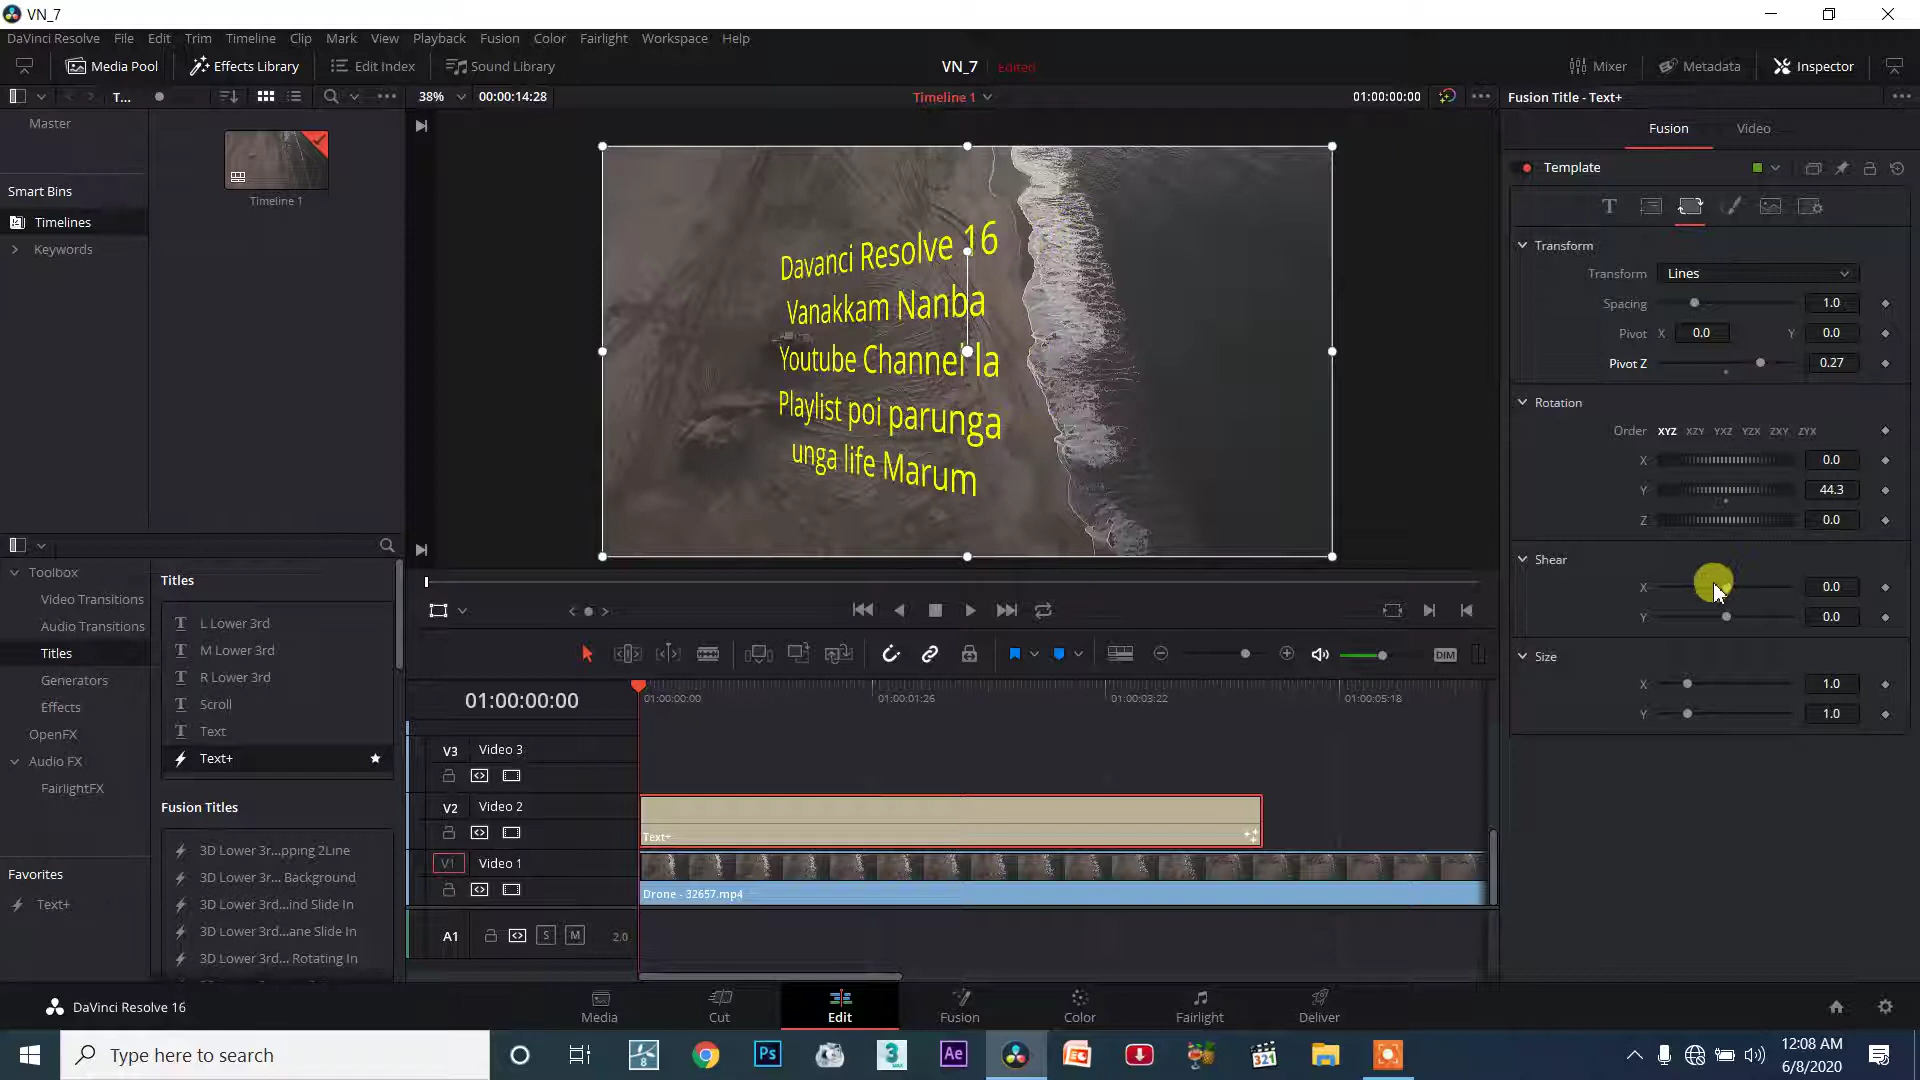 VN_7
DaVinci Resolve File Edit Trim Timeline Clip Mark View Playback Fusion Color Fairlight Workspace Help
Media Pool Effects Library Edit Index Sound Library VN_7 Edited Mixer Metadata Inspector
T... 38% 00:00:14:28 Timeline 1 01:00:00:00 Fusion Title - Text+
Master
Timeline 1
Smart Bins
Timelines
Keywords
Davanci Resolve 16
Vanakkam Nanba
Youtube Channel la
Playlist poi parunga
unga life Marum
Fusion Video
Template
Transform
Transform Lines
Spacing 1.0
Pivot X 0.0 Y 0.0
Pivot Z 0.27
Rotation
Order XYZ XZY YXZ YZX ZXY ZYX
X 0.0
Y 44.3
Z 0.0
Shear
X 0.0
Y 0.0
Size
X 1.0
Y 1.0
Toolbox
Video Transitions
Audio Transitions
Titles
Generators
Effects
OpenFX
Audio FX
FairlightFX
Favorites
Text+
Titles
L Lower 3rd
M Lower 3rd
R Lower 3rd
Scroll
Text
Text+
Fusion Titles
3D Lower 3r...pping 2Line
3D Lower 3r... Background
3D Lower 3rd...ind Slide In
3D Lower 3rd...ane Slide In
3D Lower 3rd... Rotating In
DIM
01:00:00:00 01:00:00:00 01:00:01:26 01:00:03:22 01:00:05:18
V3 Video 3
V2 Video 2
Text+
V1 Video 1
Drone - 32657.mp4
A1 S M 2.0
DaVinci Resolve 16 Media Cut Edit Fusion Color Fairlight Deliver
Type here to search
12:08 AM
6/8/2020